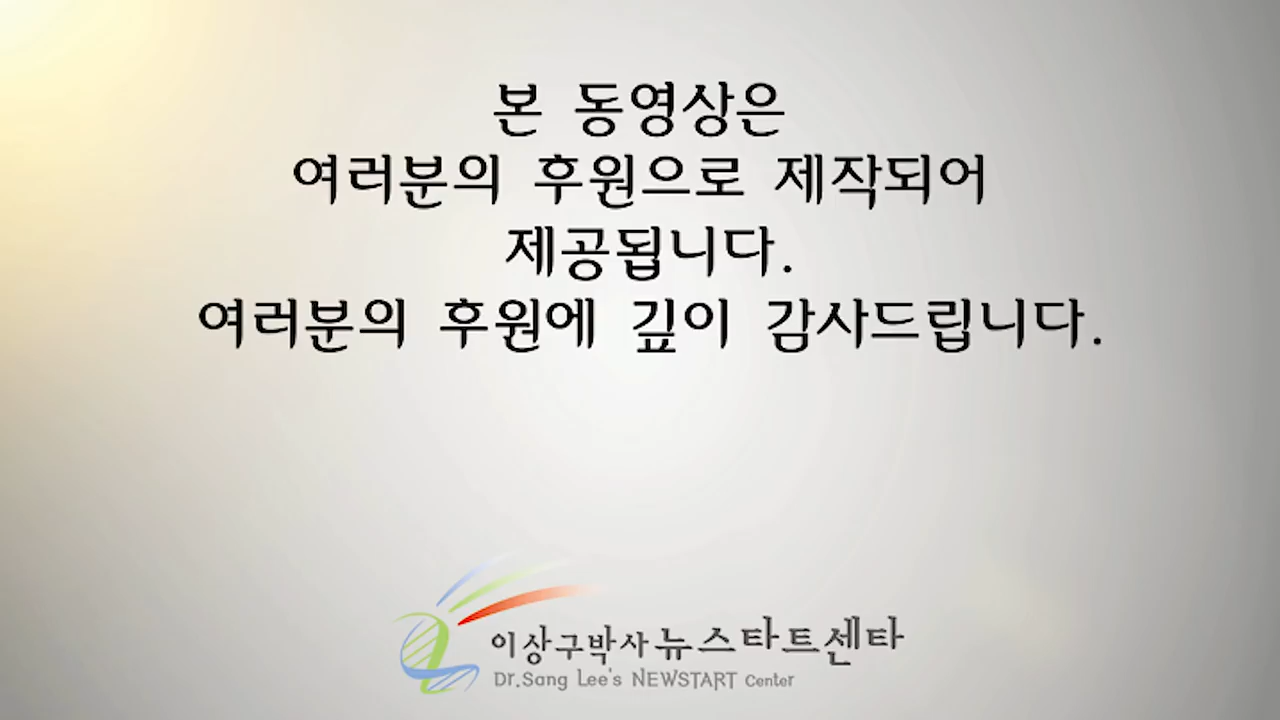 본 동영상은
여러분의 후원으로 제작되어
제공됩니다.
여러분의 후원에 깊이 감사드립니다.
이상구박사 뉴스타트센타
Dr.Sang Lee's NEWSTART Center